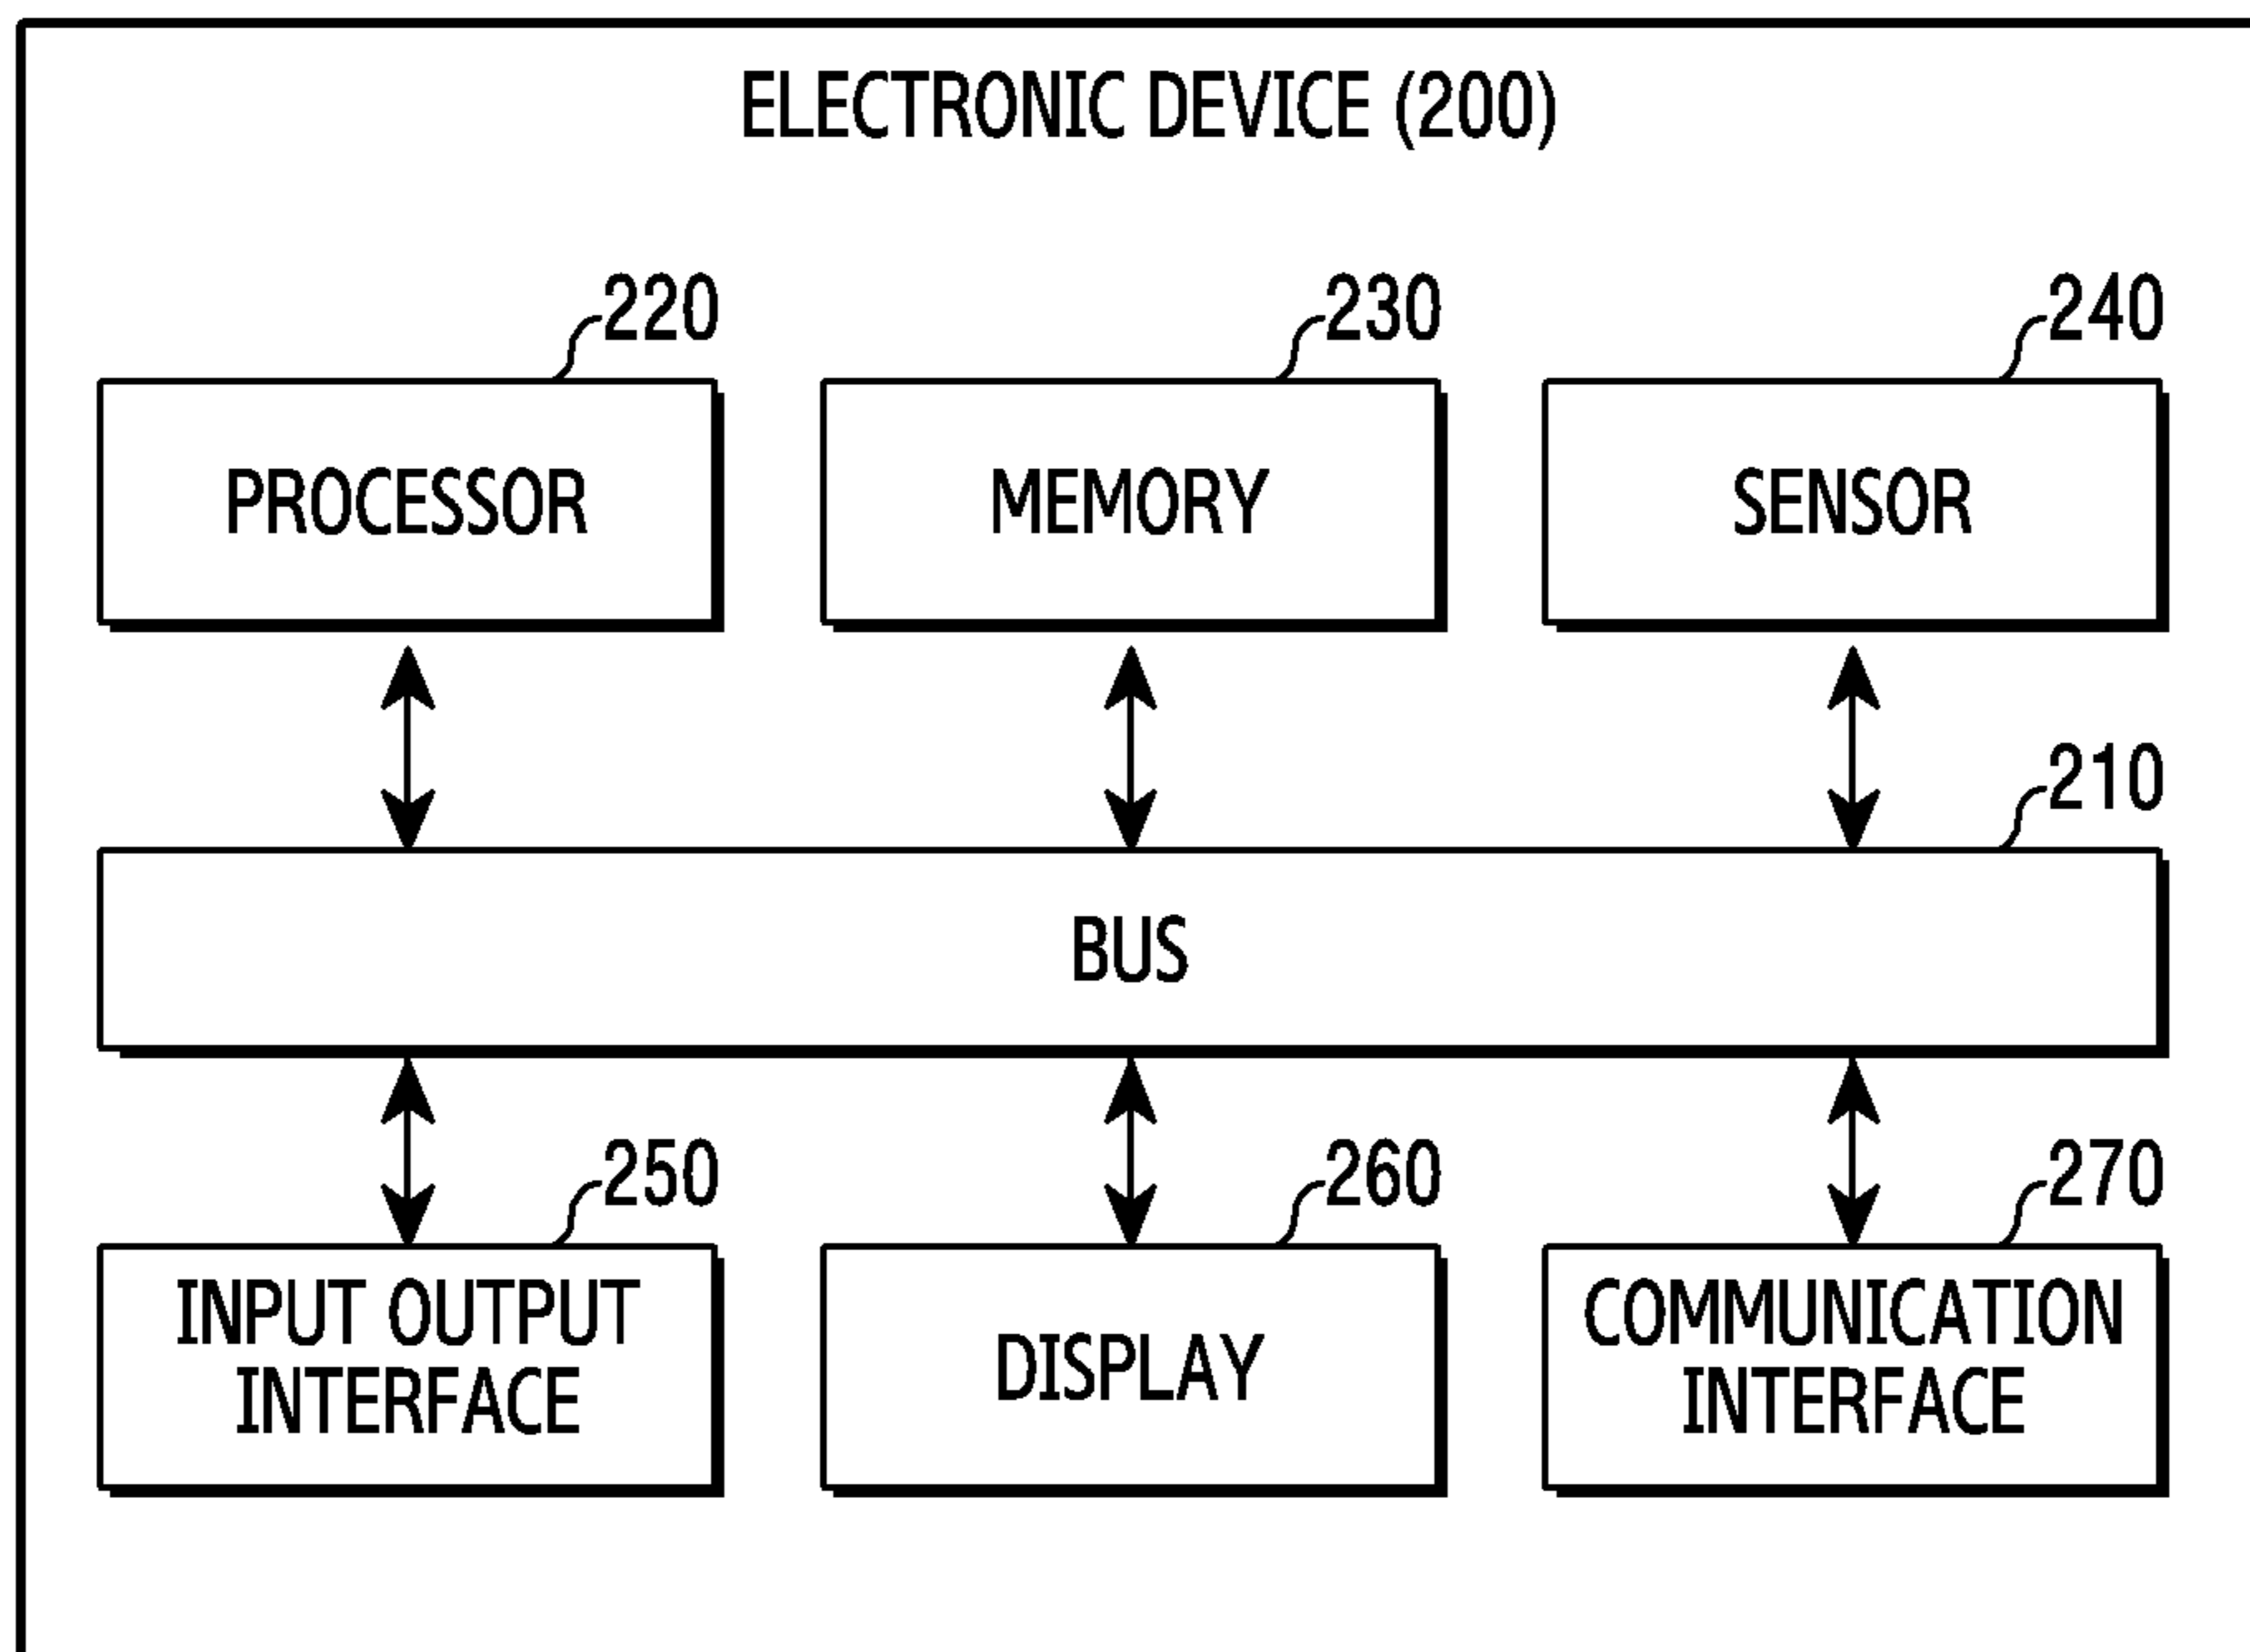 ELECTRONIC DEVICE (200)
220
230
240
PROCESSOR
MEMORY
SENSOR
210
BUS
250
260
270
INPUT OUTPUT
INTERFACE
DISPLAY
COMMUNICATION
INTERFACE